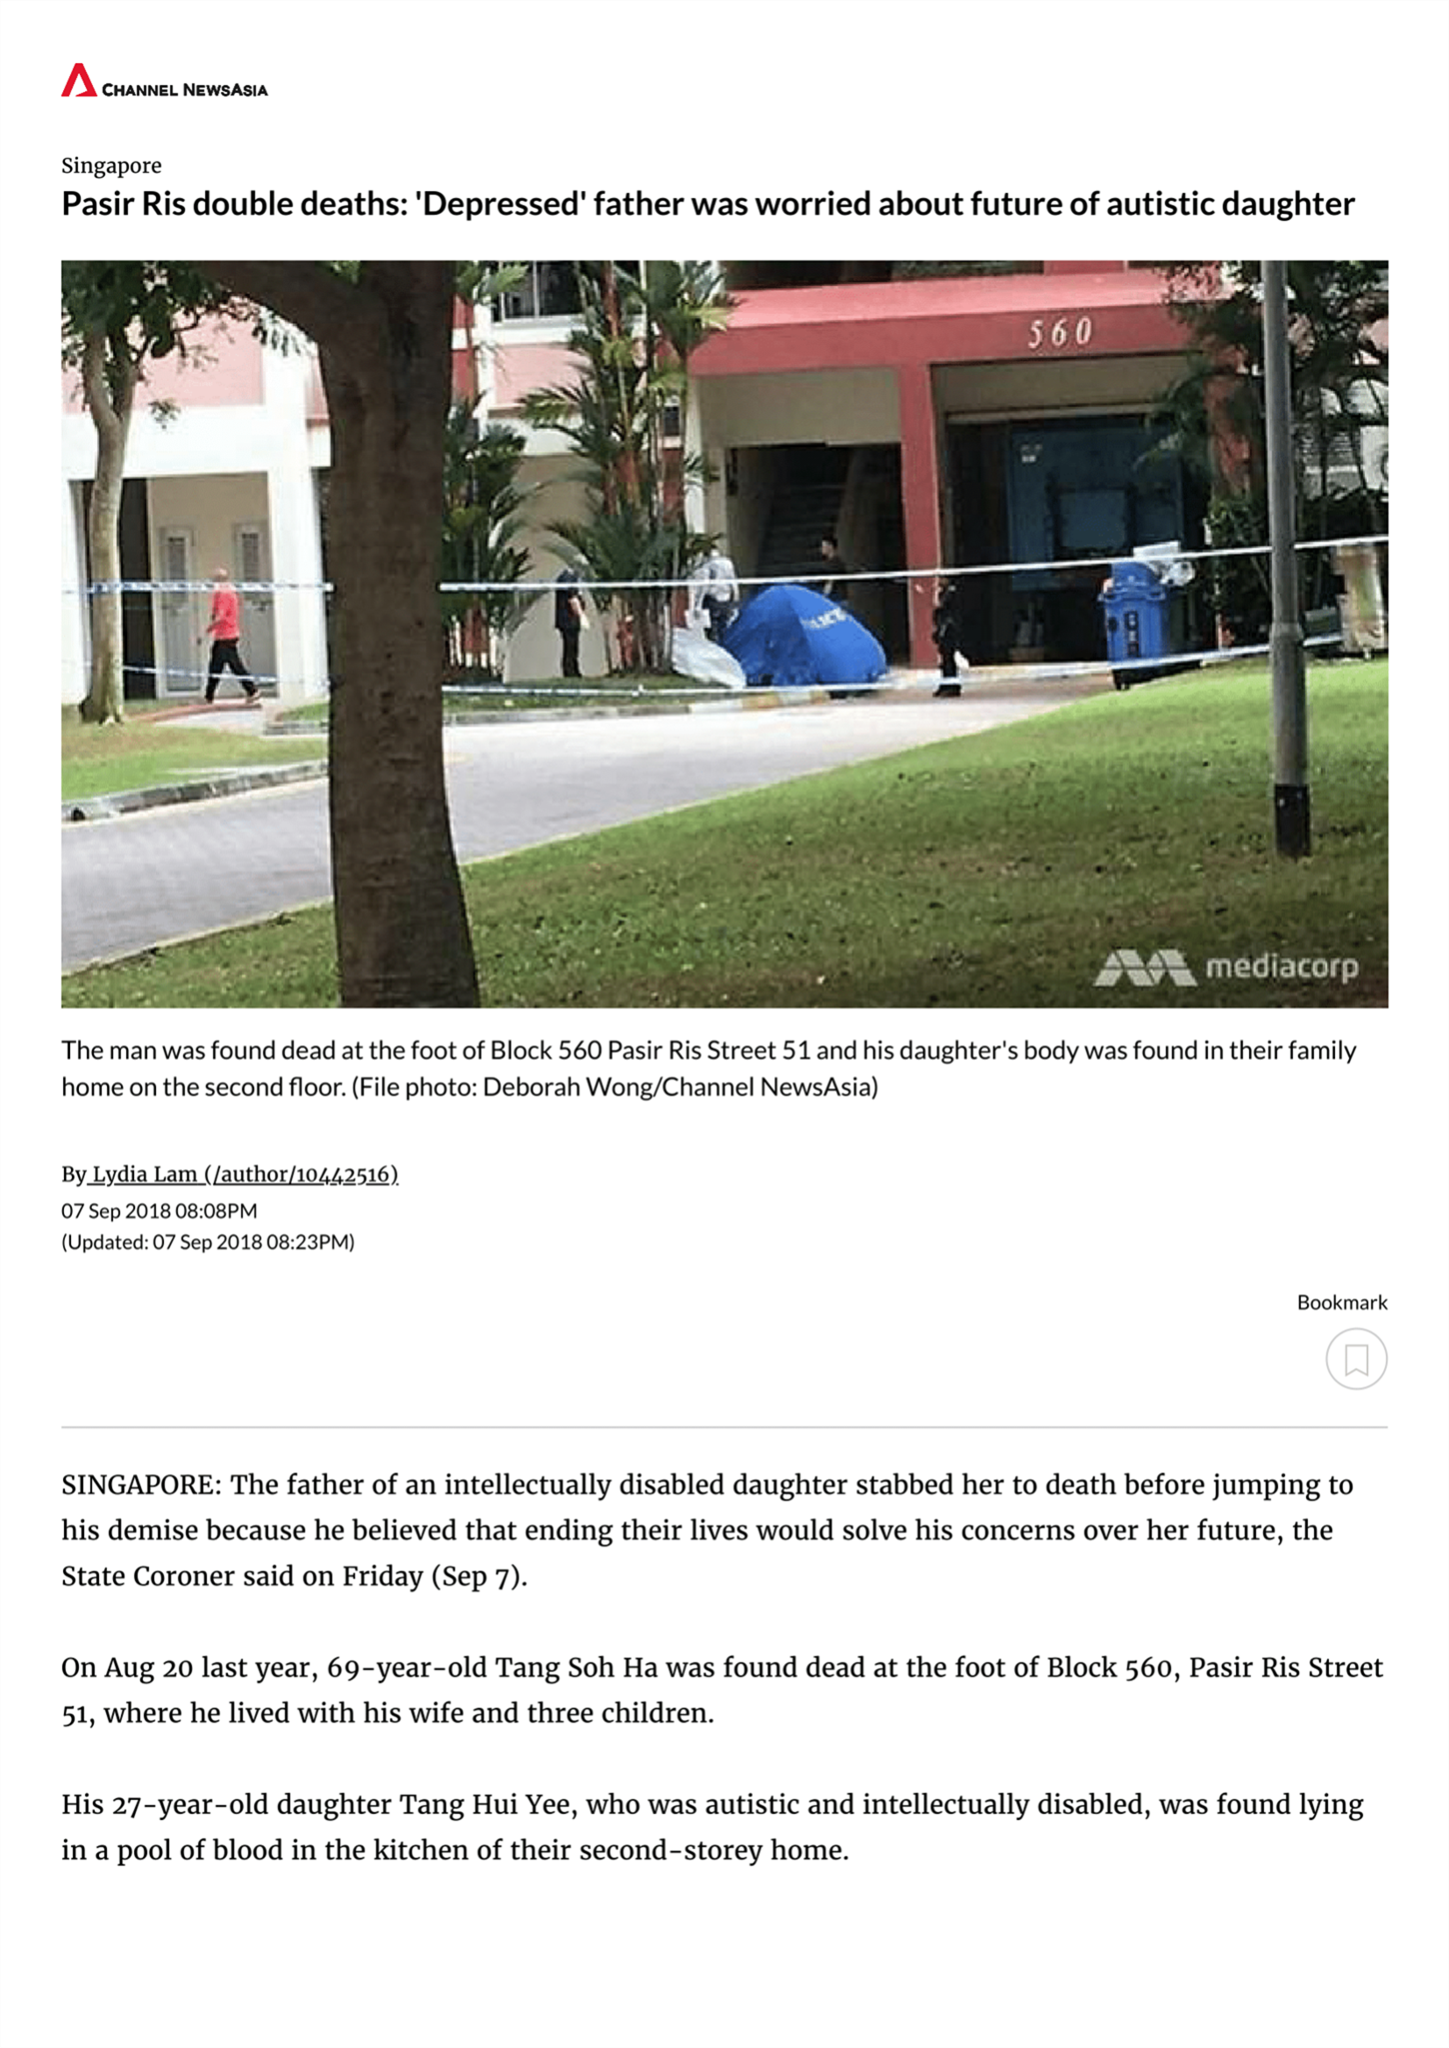 CHANNEL NEWSASIA
Singapore
Pasir Ris double deaths: 'Depressed' father was worried about future of autistic daughter
560
POLICE
mediacorp
The man was found dead at the foot of Block 560 Pasir Ris Street 51 and his daughter's body was found in their family
home on the second floor. (File photo: Deborah Wong/Channel NewsAsia)
By Lydia Lam (/author/10442516)
07 Sep 2018 08:08PM
(Updated: 07 Sep 2018 08:23PM)
Bookmark
SINGAPORE: The father of an intellectually disabled daughter stabbed her to death before jumping to
his demise because he believed that ending their lives would solve his concerns over her future, the
State Coroner said on Friday (Sep 7).
On Aug 20 last year, 69-year-old Tang Soh Ha was found dead at the foot of Block 560, Pasir Ris Street
51, where he lived with his wife and three children.
His 27-year-old daughter Tang Hui Yee, who was autistic and intellectually disabled, was found lying
in a pool of blood in the kitchen of their second-storey home.